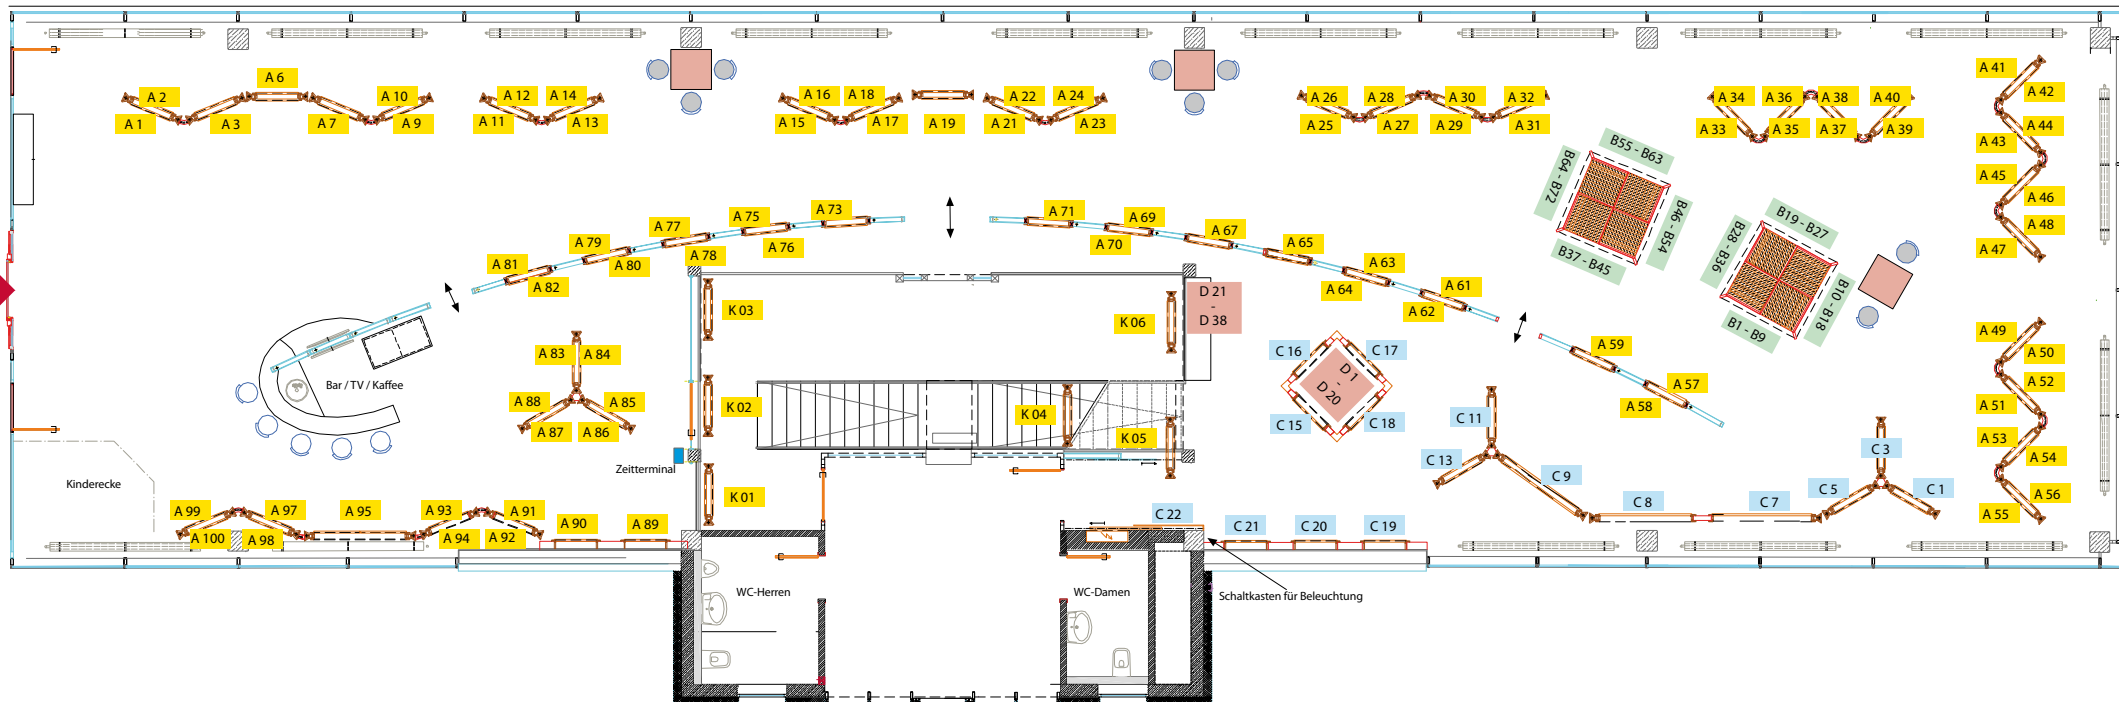 A 6
A 2
A 10
A 1
A 3
A 7
A 9
A 12
A 14
A 11
A 13
A 16
A 18
A 15
A 17
A 19
A 22
A 24
A 21
A 23
A 26
A 28
A 30
A 32
A 25
A 27
A 29
A 31
A 34
A 36
A 38
A 40
A 33
A 35
A 37
A 39
A 41
A 42
A 44
A 43
A 45
A 46
A 48
A 47
B55 - B63
B64 - B72
B46 - B54
B37 - B45
B19 - B27
B28 - B36
B10 - B18
B1 - B9
A 81
A 82
A 79
A 80
A 77
A 78
A 75
A 76
A 73
A 71
A 69
A 70
A 67
A 65
A 63
A 64
A 61
A 62
A 59
A 57
A 58
K 03
K 06
D 21
-
D 38
K 02
K 04
K 05
K 01
C 16
C 17
D 1
-
D 20
C 15
C 18
Bar / TV / Kaffee
A 83
A 84
A 88
A 85
A 87
A 86
A 49
A 50
A 52
A 51
A 53
A 54
A 56
A 55
C 11
C 13
C 9
C 8
C 7
C 5
C 3
C 1
Zeitterminal
Kinderecke
A 99
A 97
A 100
A 98
A 95
A 93
A 91
A 94
A 92
A 90
A 89
C 22
C 21
C 20
C 19
WC-Herren
WC-Damen
Schaltkasten für Beleuchtung